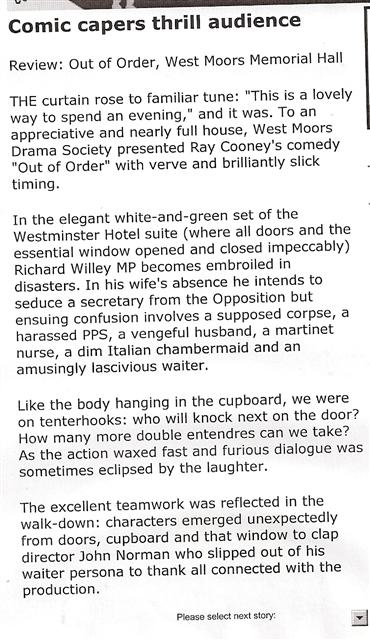 Comic capers thrill audience
Review: Out of Order, West Moors Memorial Hall
THE curtain rose to familiar tune: "This is a lovely
way to spend an evening," and it was. To an
appreciative and nearly full house, West Moors
Drama Society presented Ray Cooney's comedy
"Out of Order" with verve and brilliantly slick
timing.
In the elegant white-and-green set of the
Westminster Hotel suite (where all doors and the
essential window opened and closed impeccably)
Richard Willey MP becomes embroiled in
disasters. In his wife's absence he intends to
seduce a secretary from the Opposition but
ensuing confusion involves a supposed corpse, a
harassed PPS, a vengeful husband, a martinet
nurse, a dim Italian chambermaid and an
amusingly lascivious waiter.
Like the body hanging in the cupboard, we were
on tenterhooks: who will knock next on the door?
How many more double entendres can we take?
As the action waxed fast and furious dialogue was
sometimes eclipsed by the laughter.
The excellent teamwork was reflected in the
walk-down: characters emerged unexpectedly
from doors, cupboard and that window to clap
director John Norman who slipped out of his
waiter persona to thank all connected with the
production.
Please select next story: